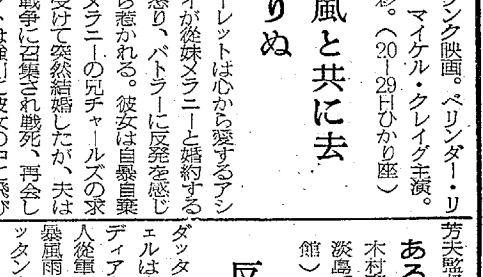 ンク映画。ベリンダー・リ
マイケル・クレイグ主演。
彩。（20―29日ひかり座）
風と共に去
りぬ
レットは心から愛するアシ
イが従妹メラニーと婚約する
怒り、バトラーに反発を感じ
ら惹かれる。彼女は自暴自棄
メラニーの兄チャールズの求
受けて突然結婚したが、夫は
戦争に召集され戦死、再会し
芳夫監
ある
木村
淡島
館）
ダッタ
ェルは
ディア
人従軍
暴風雨
ッタン